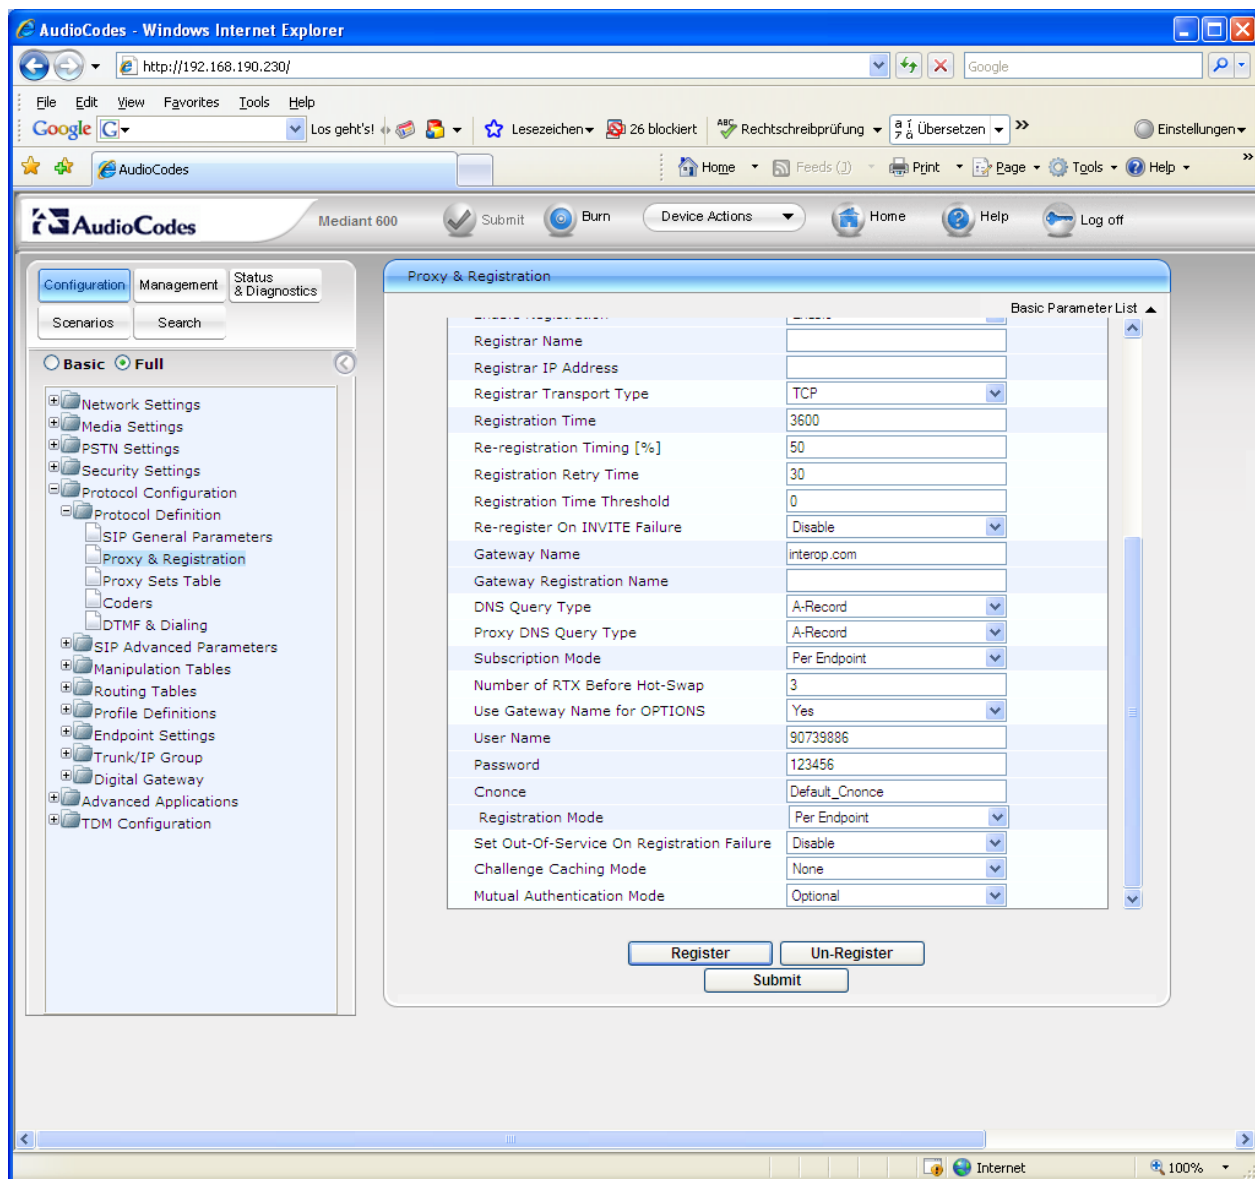 AudioCodes - Windows Internet Explorer
http://192.168.190.230/
Google
File Edit View Favorites Tools Help
Google G Los geht's! Lesezeichen 26 blockiert ABC Rechtschreibprüfung Übersetzen » Einstellungen
AudioCodes Home Feeds (J) Print Page Tools Help »
AudioCodes Mediant 600 Submit Burn Device Actions Home Help Log off
Configuration Management Status & Diagnostics
Scenarios Search
Basic Full
Network Settings
Media Settings
PSTN Settings
Security Settings
Protocol Configuration
Protocol Definition
SIP General Parameters
Proxy & Registration
Proxy Sets Table
Coders
DTMF & Dialing
SIP Advanced Parameters
Manipulation Tables
Routing Tables
Profile Definitions
Endpoint Settings
Trunk/IP Group
Digital Gateway
Advanced Applications
TDM Configuration
Proxy & Registration
Basic Parameter List
Registrar Name
Registrar IP Address
Registrar Transport Type TCP
Registration Time 3600
Re-registration Timing [%] 50
Registration Retry Time 30
Registration Time Threshold 0
Re-register On INVITE Failure Disable
Gateway Name interop.com
Gateway Registration Name
DNS Query Type A-Record
Proxy DNS Query Type A-Record
Subscription Mode Per Endpoint
Number of RTX Before Hot-Swap 3
Use Gateway Name for OPTIONS Yes
User Name 90739886
Password 123456
Cnonce Default_Cnonce
Registration Mode Per Endpoint
Set Out-Of-Service On Registration Failure Disable
Challenge Caching Mode None
Mutual Authentication Mode Optional
Register Un-Register
Submit
Internet 100%